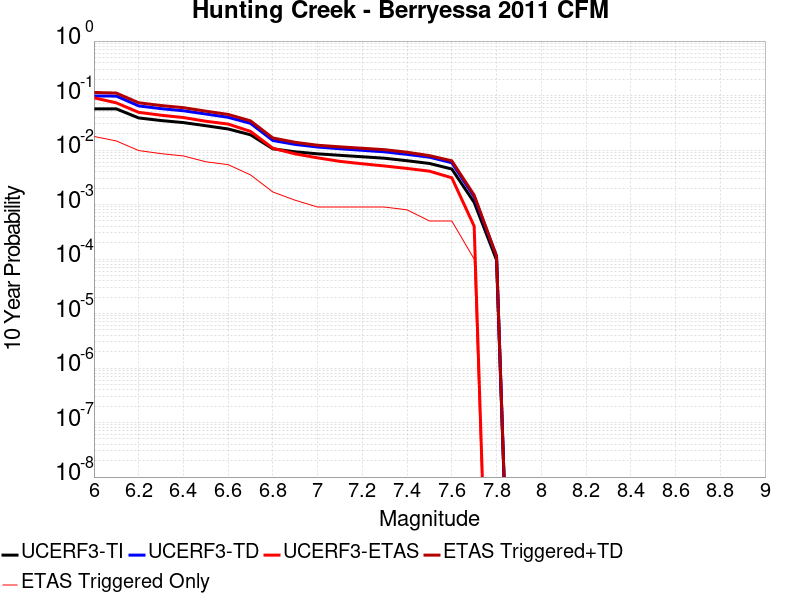 Hunting Creek - Berryessa 2011 CFM
10 Year Probability
10^0
10^-1
10^-2
10^-3
10^-4
10^-5
10^-6
10^-7
10^-8
6 6.2 6.4 6.6 6.8 7 7.2 7.4 7.6 7.8 8 8.2 8.4 8.6 8.8 9
Magnitude
UCERF3-TI UCERF3-TD UCERF3-ETAS ETAS Triggered+TD
ETAS Triggered Only